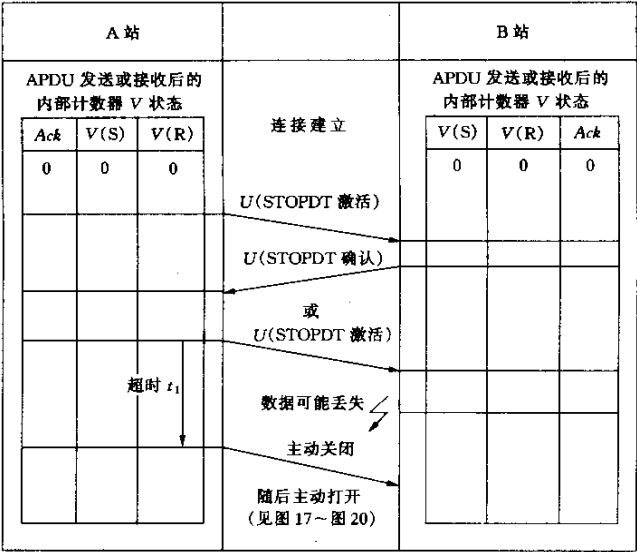 A 站
B 站
APDU 发送或接收后的
内部计数器 V 状态
Ack V(S) V(R)
0 0 0
连接建立
APDU 发送或接收后的
内部计数器 V 状态
V(S) V(R) Ack
0 0 0
U(STOPDT 激活)
U(STOPDT 确认)
或
U(STOPDT 激活)
超时 t₁
数据可能丢失
主动关闭
随后主动打开
(见图17~图20)